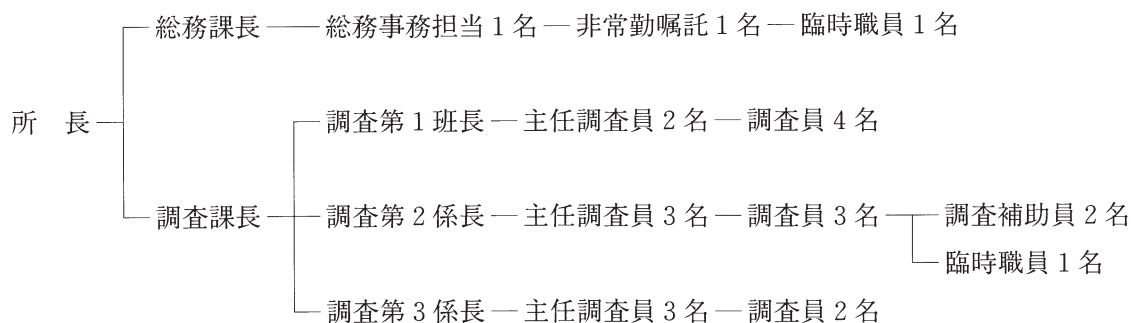 総務課長 総務事務担当1名 非常勤嘱託1名 臨時職員1名
所 長
調査第1班長 主任調査員2名 調査員4名
調査課長 調査第2係長 主任調査員3名 調査員3名 調査補助員2名
臨時職員1名
調査第3係長 主任調査員3名 調査員2名